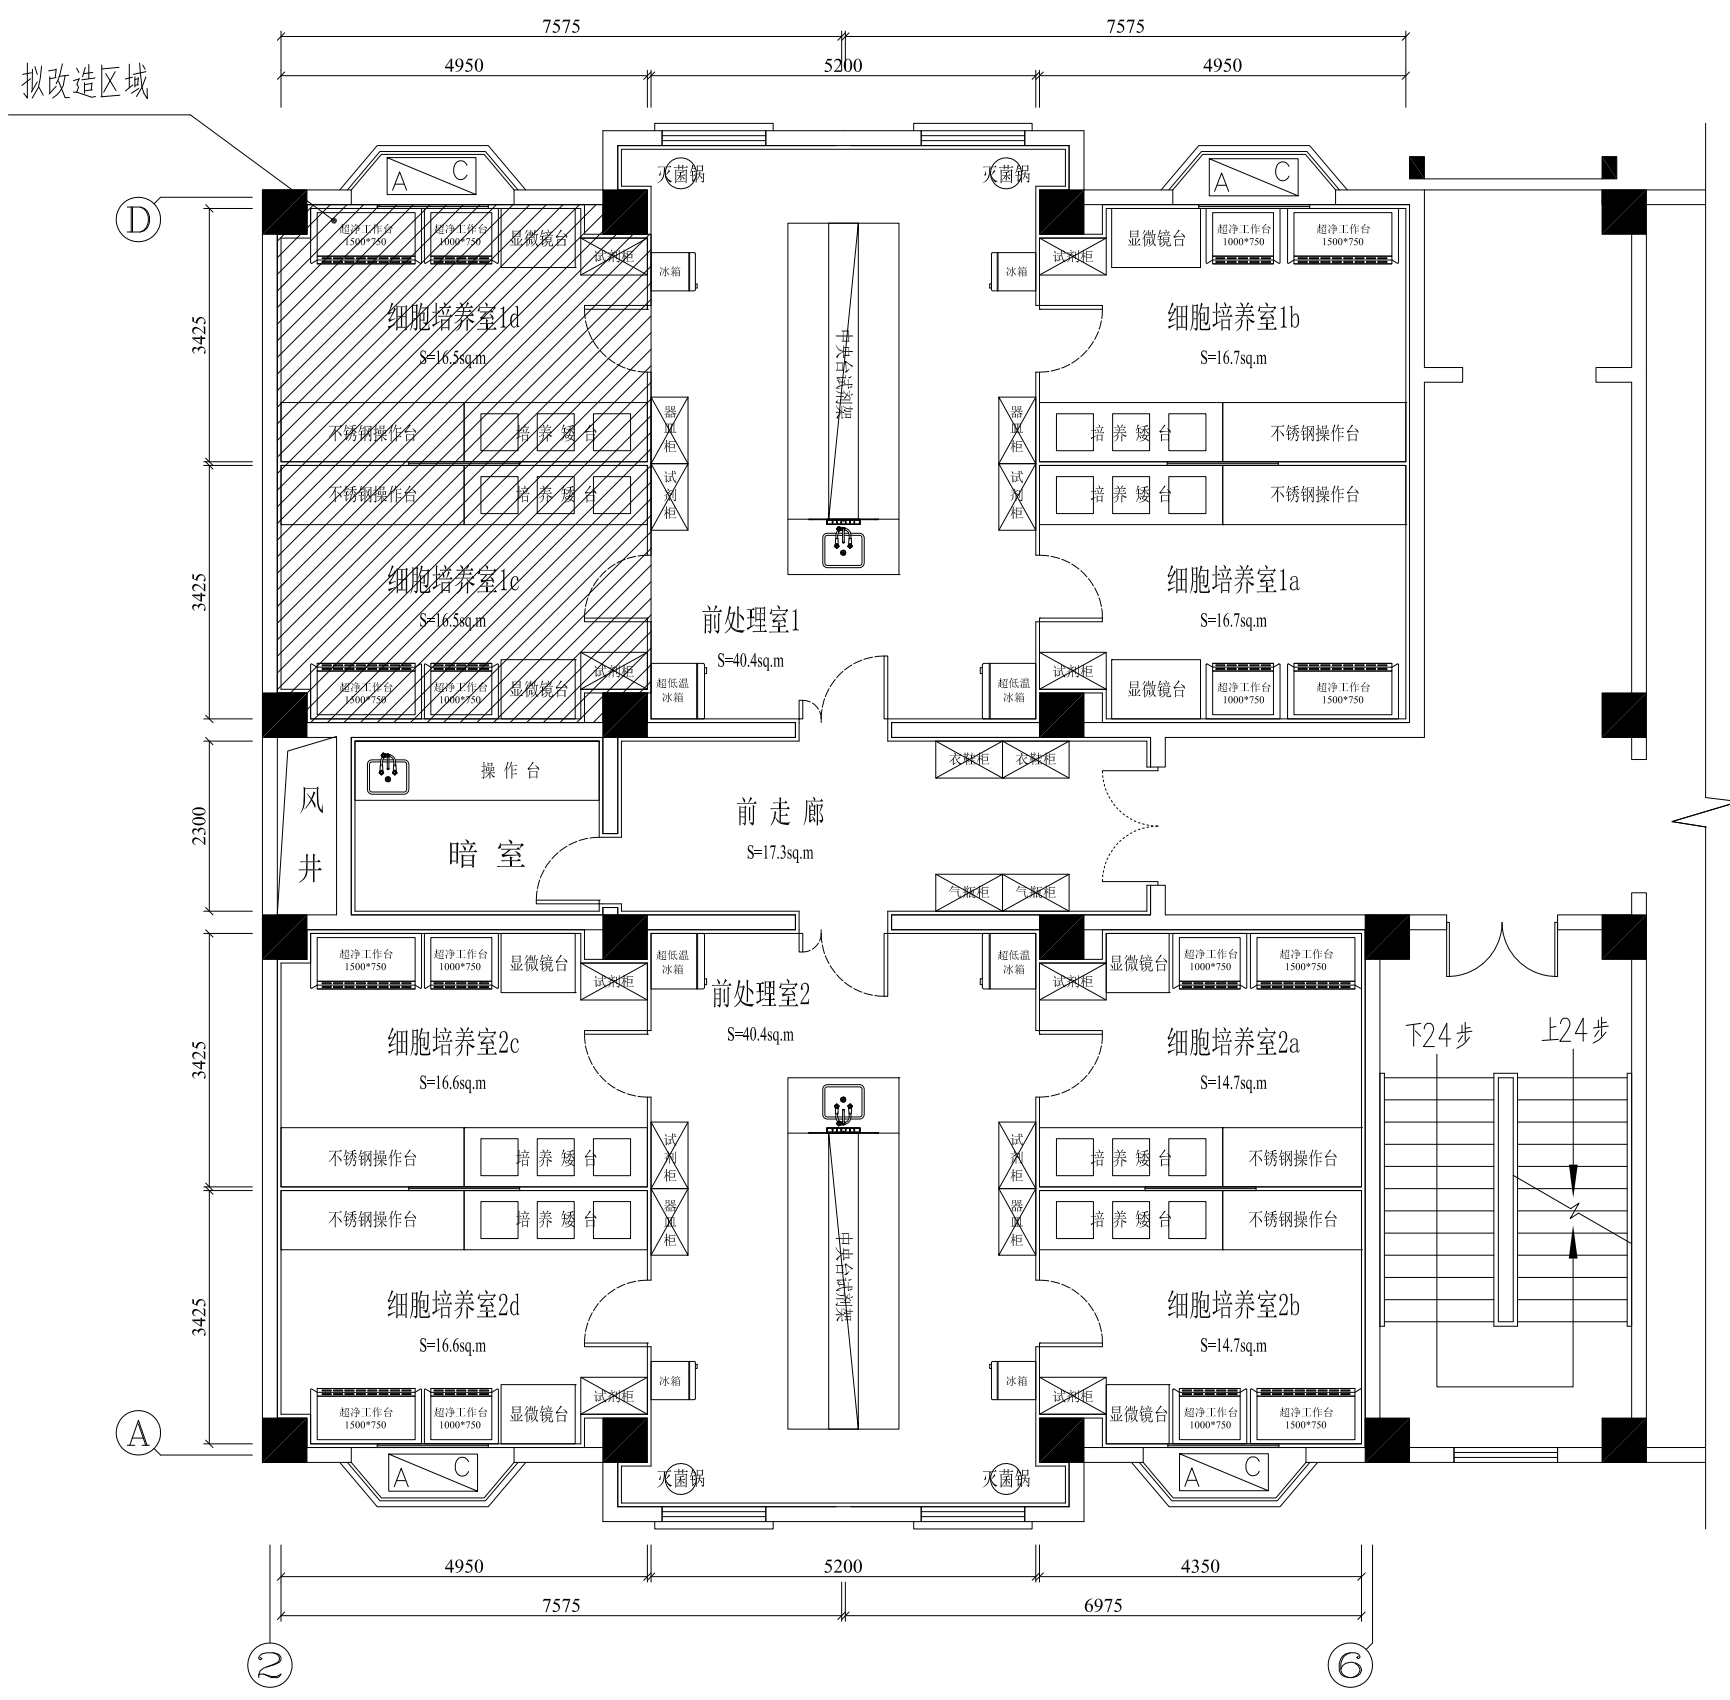 7575 7575
4950 5200 4950
拟改造区域
A C
灭菌锅 灭菌锅
A C
D
超净工作台 1500*750
超净工作台 1000*750
显微镜台
试剂柜
冰箱
冰箱
试剂柜
显微镜台
超净工作台 1000*750
超净工作台 1500*750
3425
细胞培养室1d
S=16.5sq.m
中央台试剂架
细胞培养室1b
S=16.7sq.m
不锈钢操作台 培养矮台
器皿柜
器皿柜
培养矮台 不锈钢操作台
不锈钢操作台 培养矮台
试剂柜
试剂柜
培养矮台 不锈钢操作台
3425
细胞培养室1c
S=16.5sq.m
前处理室1
S=40.4sq.m
细胞培养室1a
S=16.7sq.m
超净工作台 1500*750
超净工作台 1000*750
显微镜台
试剂柜
超低温冰箱
超低温冰箱
试剂柜
显微镜台
超净工作台 1000*750
超净工作台 1500*750
2300
风井
操作台
暗室
前走廊
S=17.3sq.m
衣鞋柜 衣鞋柜
气瓶柜 气瓶柜
超净工作台 1500*750
超净工作台 1000*750
显微镜台
试剂柜
超低温冰箱
超低温冰箱
试剂柜
显微镜台
超净工作台 1000*750
超净工作台 1500*750
3425
细胞培养室2c
S=16.6sq.m
前处理室2
S=40.4sq.m
细胞培养室2a
S=14.7sq.m
下24步 上24步
不锈钢操作台 培养矮台
试剂柜
试剂柜
培养矮台 不锈钢操作台
不锈钢操作台 培养矮台
器皿柜
器皿柜
培养矮台 不锈钢操作台
3425
细胞培养室2d
S=16.6sq.m
中央台试剂架
细胞培养室2b
S=14.7sq.m
超净工作台 1500*750
超净工作台 1000*750
显微镜台
试剂柜
冰箱
冰箱
试剂柜
显微镜台
超净工作台 1000*750
超净工作台 1500*750
A
A C
灭菌锅 灭菌锅
A C
4950 5200 4350
7575 6975
2 6